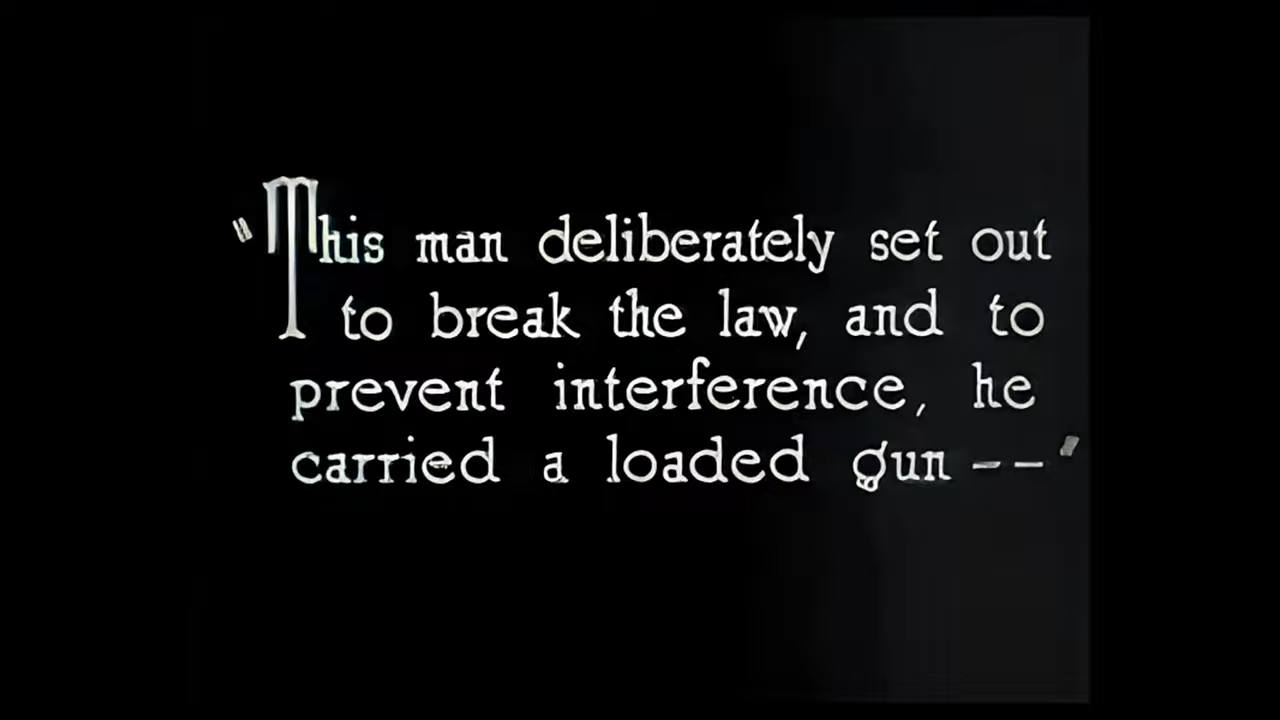 "This man deliberately set out
to break the law, and to
prevent interference, he
carried a loaded gun --"